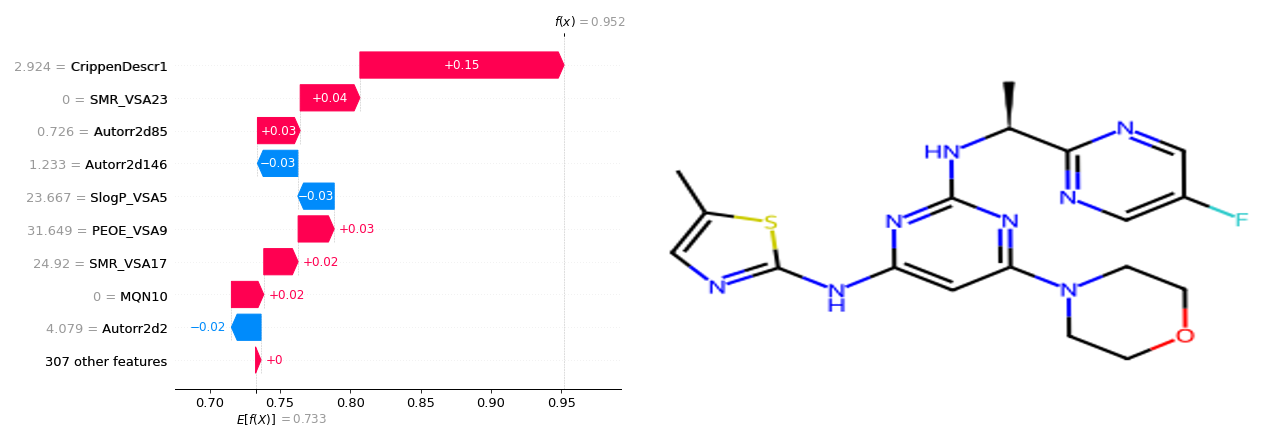 f(x) = 0.952
2.924 = CrippenDescr1
+0.15
0 = SMR_VSA23
+0.04
0.726 = Autorr2d85
+0.03
1.233 = Autorr2d146
−0.03
23.667 = SlogP_VSA5
−0.03
31.649 = PEOE_VSA9
+0.03
24.92 = SMR_VSA17
+0.02
0 = MQN10
+0.02
4.079 = Autorr2d2
−0.02
307 other features
+0
0.70 0.75 0.80 0.85 0.90 0.95
E[f(X)] = 0.733
HN
N
N
F
S
N
N
N
N
H
N
O